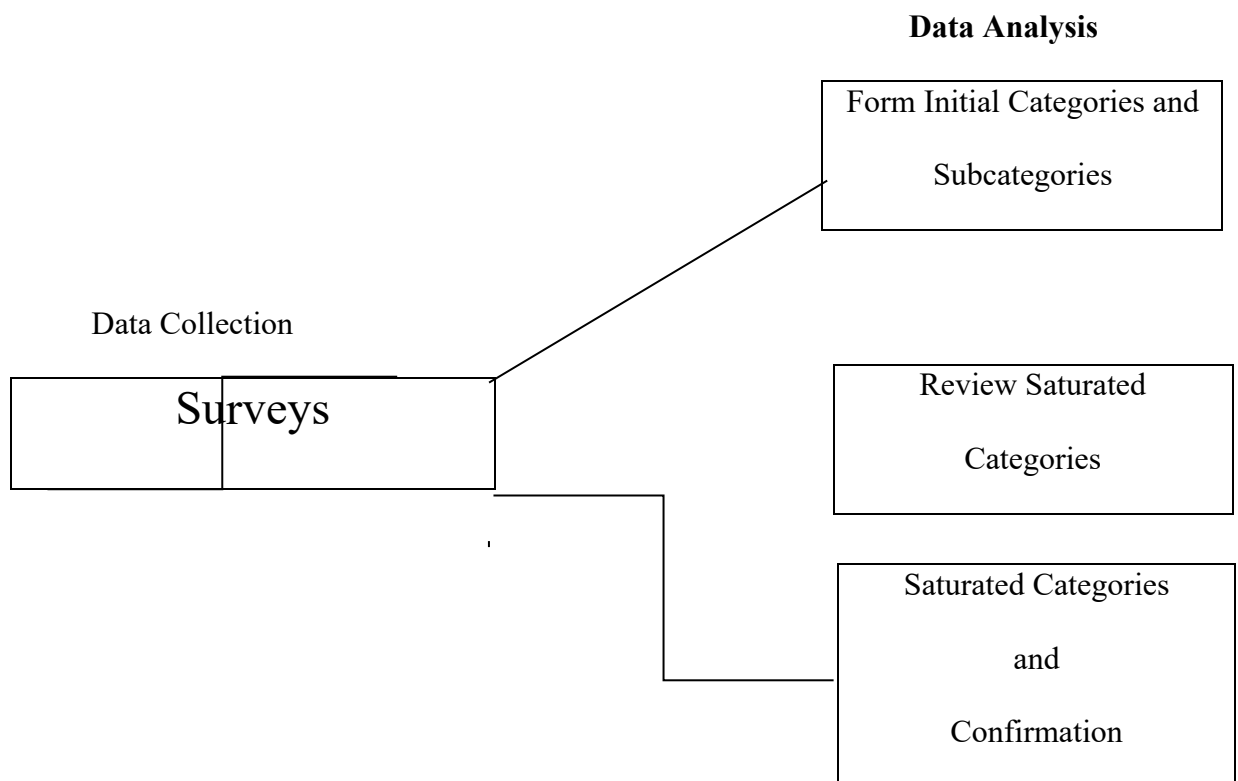 Data Analysis
Form Initial Categories and
Subcategories
Data Collection
Surveys
Review Saturated
Categories
Saturated Categories
and
Confirmation